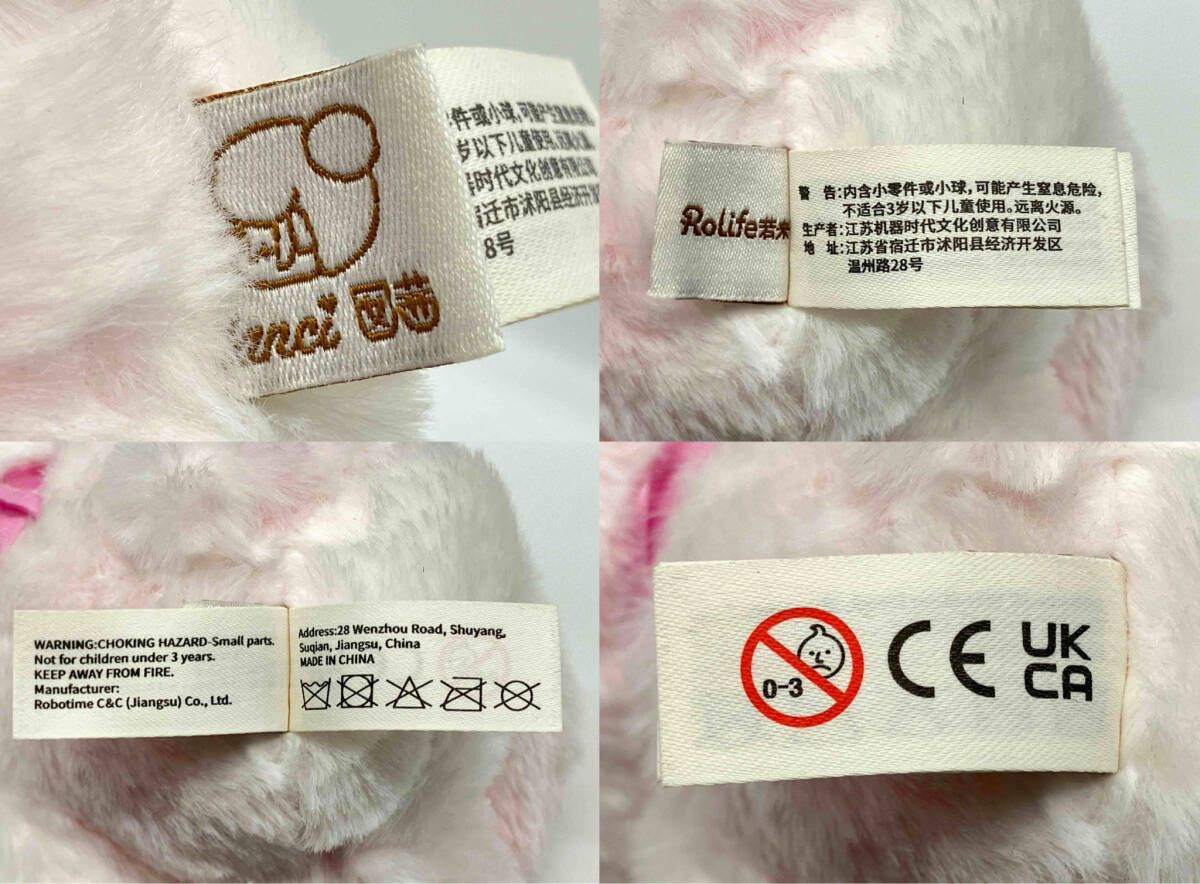 件或小球,可能产生窒息危险
岁以下儿童使用,远离火
时代文化创意有限公司
迁市沭阳县经济开发
8号
enci 囡茜
Rolife若来
警 告:内含小零件或小球,可能产生窒息危险,
不适合3岁以下儿童使用。远离火源。
生产者:江苏机器时代文化创意有限公司
地 址:江苏省宿迁市沭阳县经济开发区
温州路28号
WARNING:CHOKING HAZARD-Small parts.
Not for children under 3 years.
KEEP AWAY FROM FIRE.
Manufacturer:
Robotime C&C (Jiangsu) Co., Ltd.
Address:28 Wenzhou Road, Shuyang,
Suqian, Jiangsu, China
MADE IN CHINA
0-3
CE
UK
CA